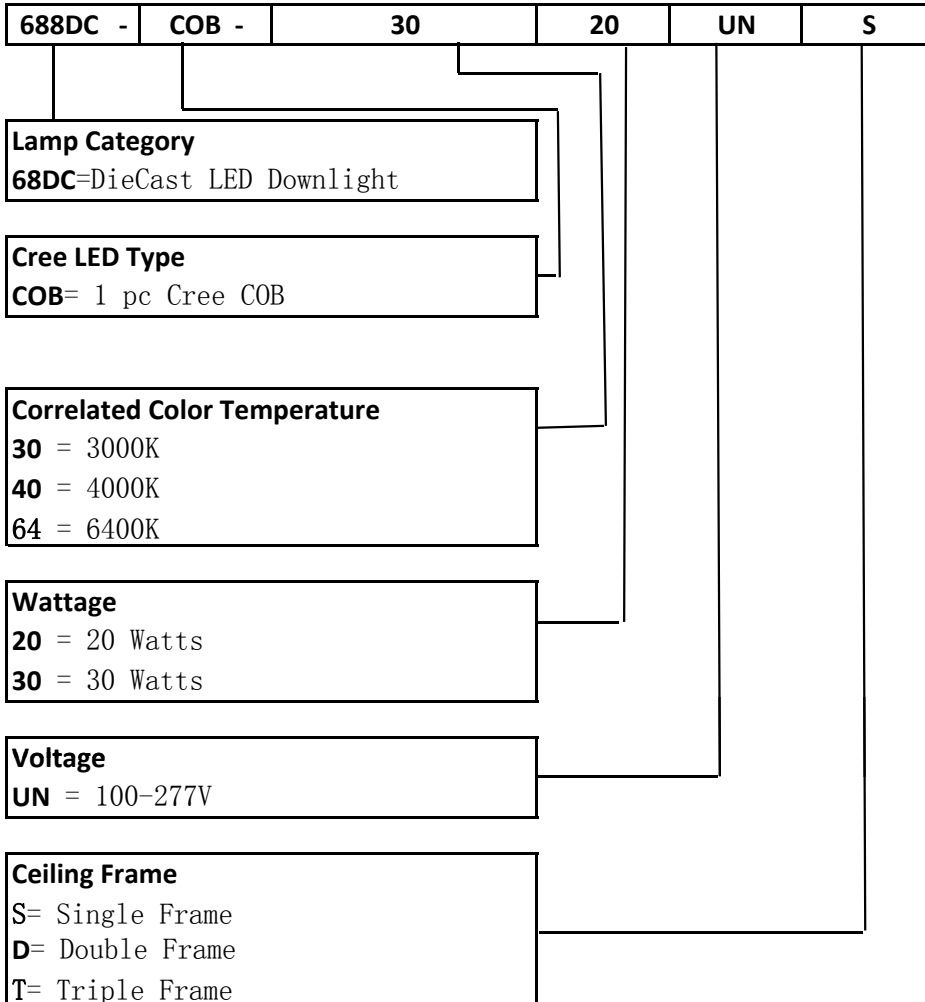 688DC - COB - 30 20 UN S
Lamp Category
68DC=DieCast LED Downlight
Cree LED Type
COB= 1 pc Cree COB
Correlated Color Temperature
30 = 3000K
40 = 4000K
64 = 6400K
Wattage
20 = 20 Watts
30 = 30 Watts
Voltage
UN = 100-277V
Ceiling Frame
S= Single Frame
D= Double Frame
T= Triple Frame